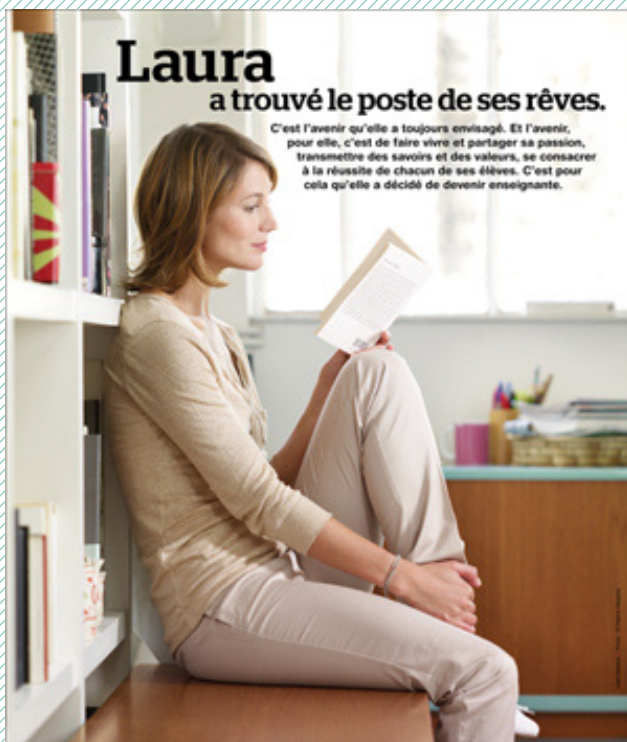 Laura
a trouvé le poste de ses rêves.
C'est l'avenir qu'elle a toujours envisagé. Et l'avenir,
pour elle, c'est de faire vivre et partager sa passion,
transmettre des savoirs et des valeurs, se consacrer
à la réussite de chacun de ses élèves. C'est pour
cela qu'elle a décidé de devenir enseignante.